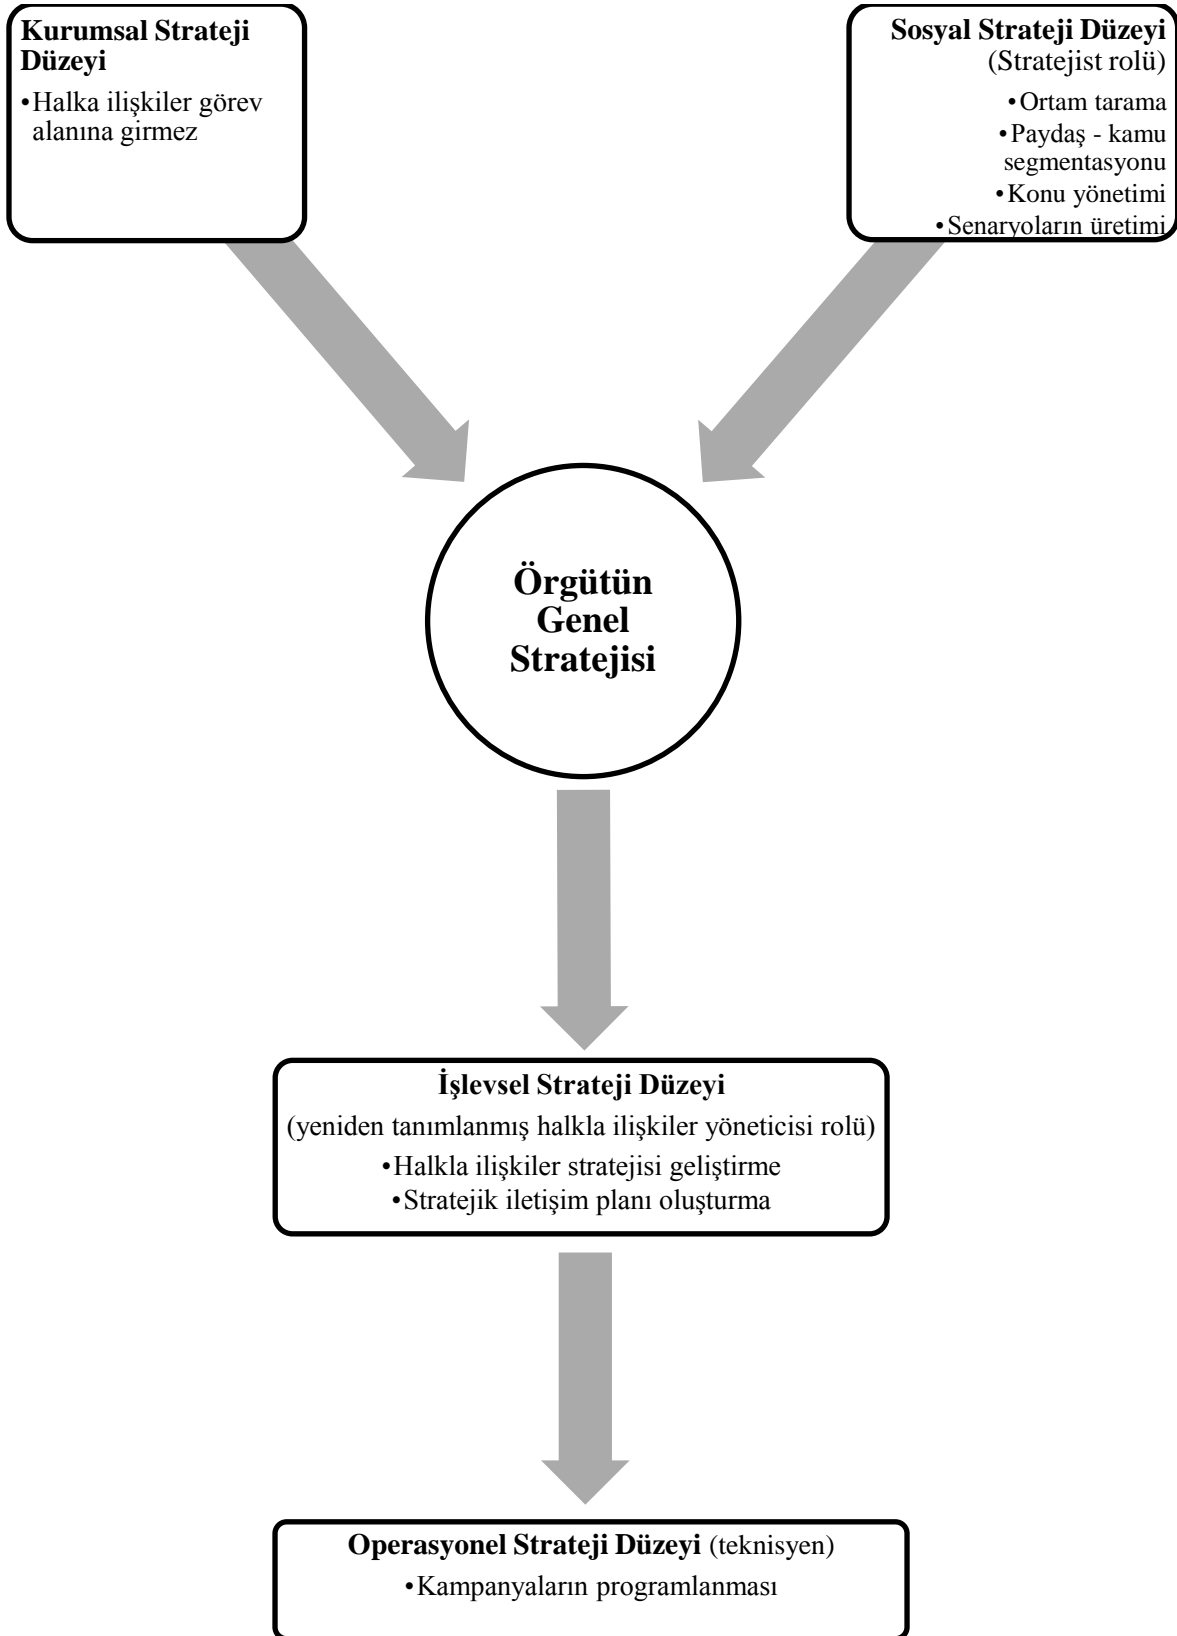 Kurumsal Strateji
Düzeyi
•Halka ilişkiler görev
alanına girmez
Sosyal Strateji Düzeyi
(Stratejist rolü)
•Ortam tarama
•Paydaş - kamu
segmentasyonu
•Konu yönetimi
•Senaryoların üretimi
Örgütün
Genel
Stratejisi
İşlevsel Strateji Düzeyi
(yeniden tanımlanmış halkla ilişkiler yöneticisi rolü)
•Halkla ilişkiler stratejisi geliştirme
•Stratejik iletişim planı oluşturma
Operasyonel Strateji Düzeyi (teknisyen)
•Kampanyaların programlanması